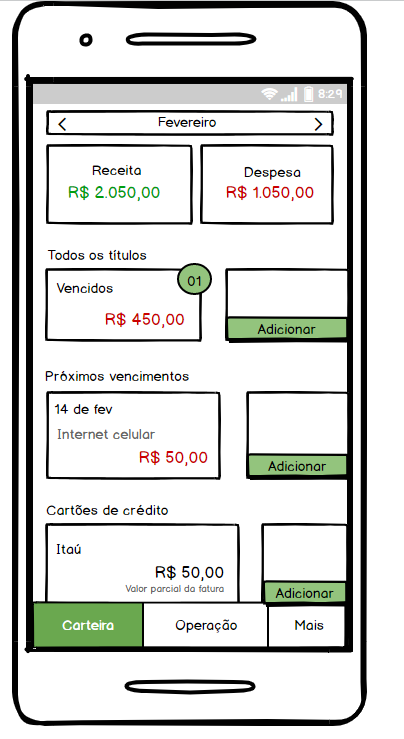 8:29
Fevereiro
Receita
R$ 2.050,00
Despesa
R$ 1.050,00
Todos os títulos
01
Vencidos
R$ 450,00
Adicionar
Próximos vencimentos
14 de fev
Internet celular
R$ 50,00
Adicionar
Cartões de crédito
Itaú
R$ 50,00
Valor parcial da fatura
Adicionar
Carteira
Operação
Mais